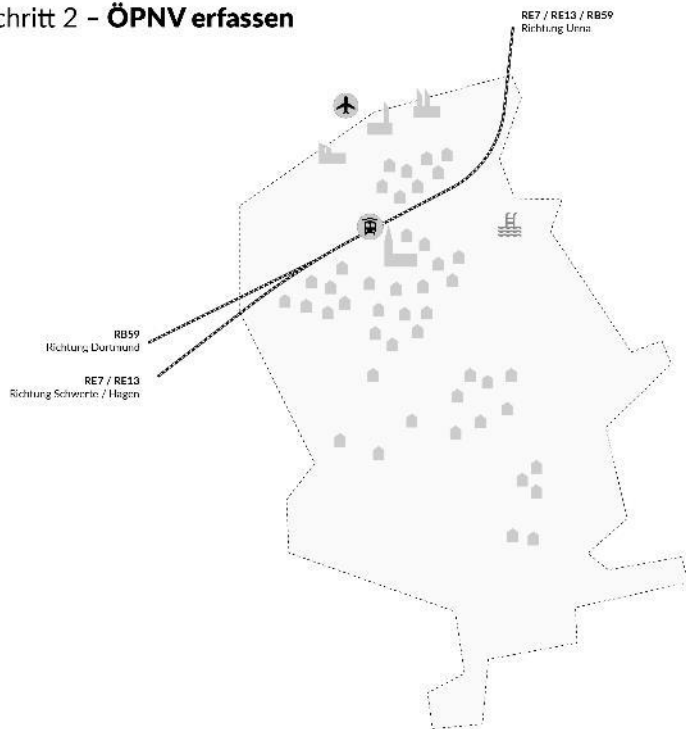 chritt 2 – ÖPNV erfassen
RE7 / RE13 / RB59
Richtung Unna
RB59
Richtung Dortmund
RE7 / RE13
Richtung Schwerte / Hagen